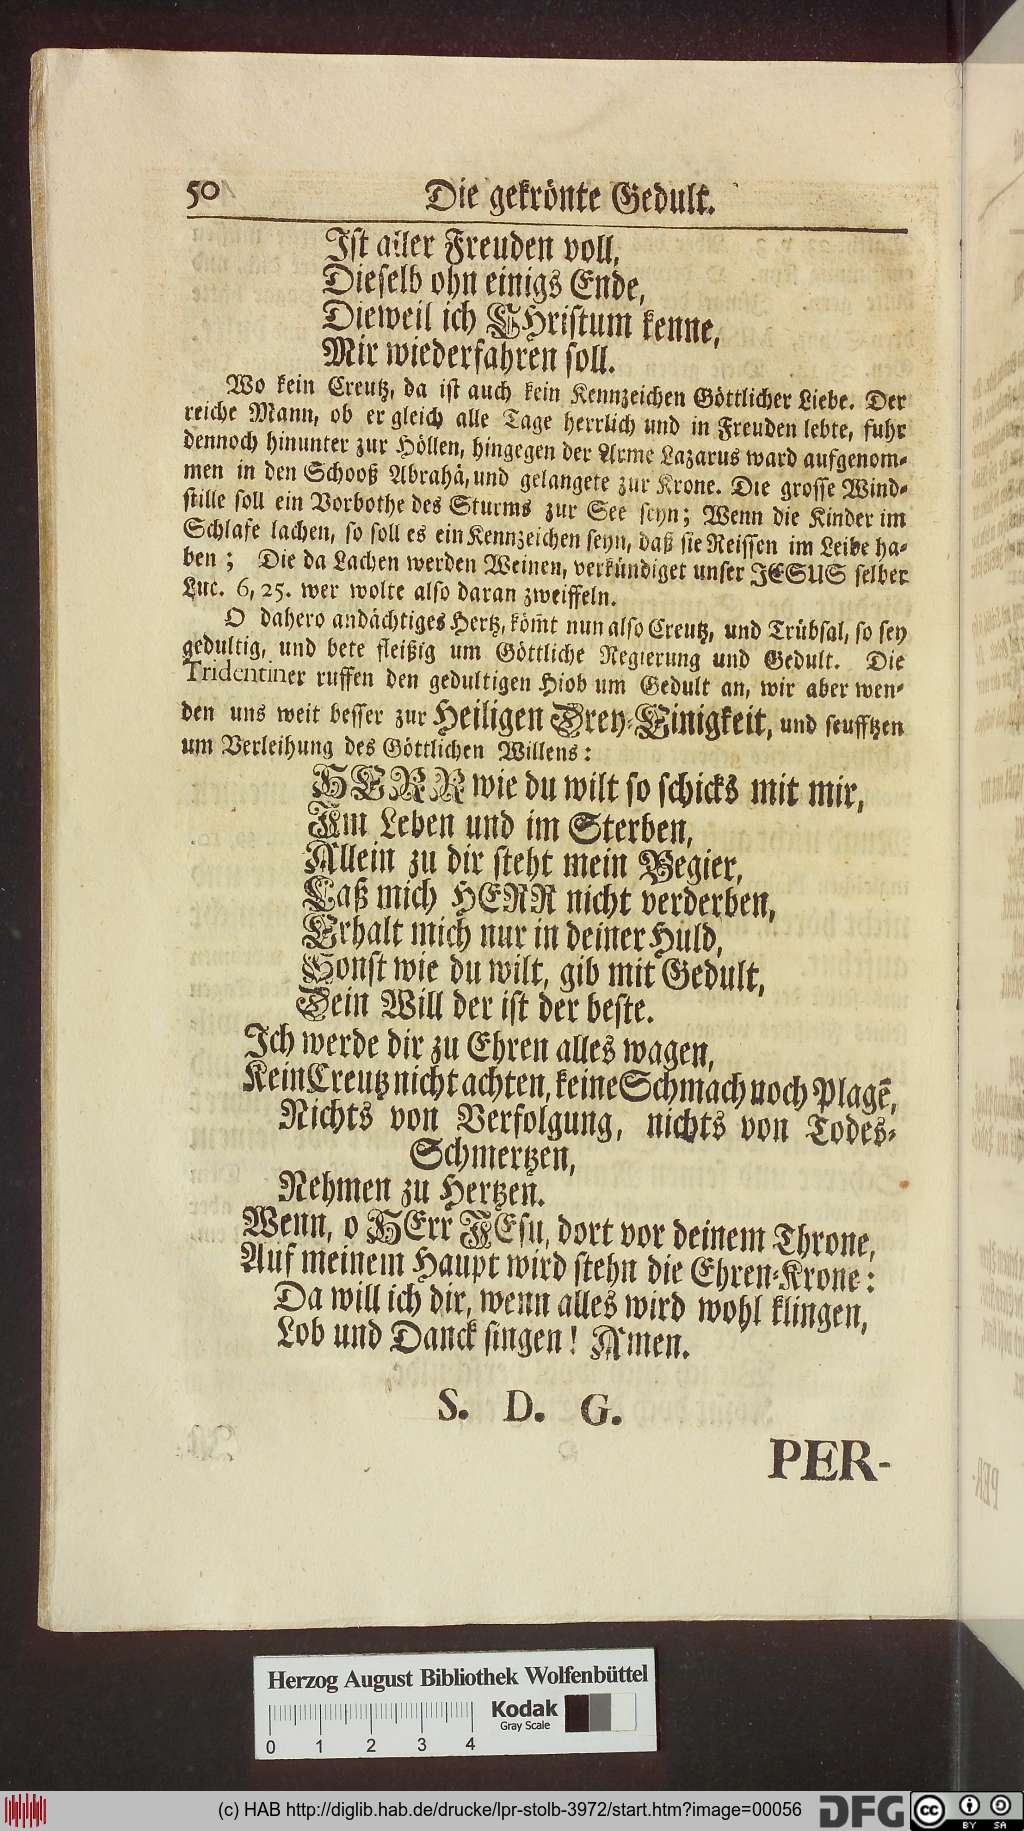 50 Die gekrönte Gedult.
Ist aller Freuden voll,
Dieselb ohn einigs Ende,
Dieweil ich CHristum kenne,
Mir wiederfahren soll.
Wo kein Creutz, da ist auch kein Kennzeichen Göttlicher Liebe. Der
reiche Mann, ob er gleich alle Tage herrlich und in Freuden lebte, fuhr
dennoch hinunter zur Höllen, hingegen der Arme Lazarus ward aufgenom-
men in den Schooß Abrahä, und gelangete zur Krone. Die grosse Wind-
stille soll ein Vorbothe des Sturms zur See seyn; Wenn die Kinder im
Schlafe lachen, so soll es ein Kennzeichen seyn, daß sie Reissen im Leibe ha-
ben; Die da Lachen werden Weinen, verkündiget unser JESUS selber
Luc. 6, 25. wer wolte also daran zweiffeln.
O dahero andächtiges Hertz, kom̄t nun also Creutz, und Trübsal, so sey
gedultig, und bete fleißig um Göttliche Regierung und Gedult. Die
Tridentiner ruffen den gedultigen Hiob um Gedult an, wir aber wen-
den uns weit besser zur Heiligen Drey-Einigkeit, und seufftzen
um Verleihung des Göttlichen Willens:
HERR wie du wilt so schicks mit mir,
Im Leben und im Sterben,
Allein zu dir steht mein Begier,
Laß mich HERR nicht verderben,
Erhalt mich nur in deiner Huld,
Sonst wie du wilt, gib mit Gedult,
Dein Will der ist der beste.
Ich werde dir zu Ehren alles wagen,
Kein Creutz nicht achten, keine Schmach noch Plagē,
Nichts von Verfolgung, nichts von Todes-
Schmertzen,
Nehmen zu Hertzen.
Wenn, o HErr JEsu, dort vor deinem Throne,
Auf meinem Haupt wird stehn die Ehren-Krone:
Da will ich dir, wenn alles wird wohl klingen,
Lob und Danck singen! Amen.
S. D. G.
PER-
Herzog August Bibliothek Wolfenbüttel
Kodak
Gray Scale
0 1 2 3 4
(c) HAB http://diglib.hab.de/drucke/lpr-stolb-3972/start.htm?image=00056
DFG
cc BY SA